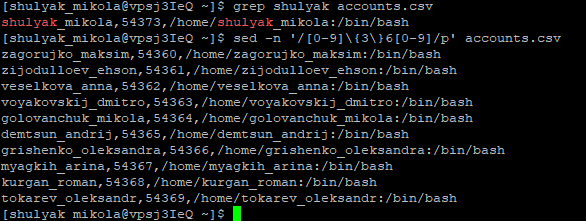 [shulyak_mikola@vpsj3IeQ ~]$ grep shulyak accounts.csv
shulyak_mikola,54373,/home/shulyak_mikola:/bin/bash
[shulyak_mikola@vpsj3IeQ ~]$ sed -n '/[0-9]\{3\}6[0-9]/p' accounts.csv
zagorujko_maksim,54360,/home/zagorujko_maksim:/bin/bash
zijodulloev_ehson,54361,/home/zijodulloev_ehson:/bin/bash
veselkova_anna,54362,/home/veselkova_anna:/bin/bash
voyakovskij_dmitro,54363,/home/voyakovskij_dmitro:/bin/bash
golovanchuk_mikola,54364,/home/golovanchuk_mikola:/bin/bash
demtsun_andrij,54365,/home/demtsun_andrij:/bin/bash
grishenko_oleksandra,54366,/home/grishenko_oleksandra:/bin/bash
myagkih_arina,54367,/home/myagkih_arina:/bin/bash
kurgan_roman,54368,/home/kurgan_roman:/bin/bash
tokarev_oleksandr,54369,/home/tokarev_oleksandr:/bin/bash
[shulyak_mikola@vpsj3IeQ ~]$